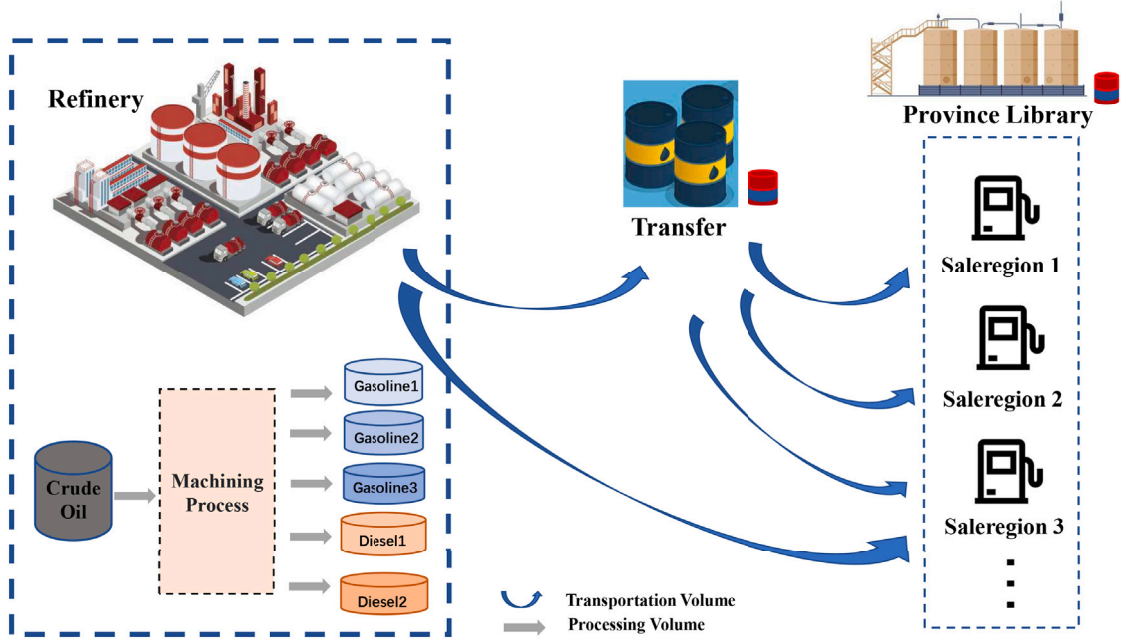 Refinery
Province Library
Transfer
Saleregion 1
Saleregion 2
Saleregion 3
Crude
Oil
Machining
Process
Gasoline1
Gasoline2
Gasoline3
Diesel1
Diesel2
Transportation Volume
Processing Volume